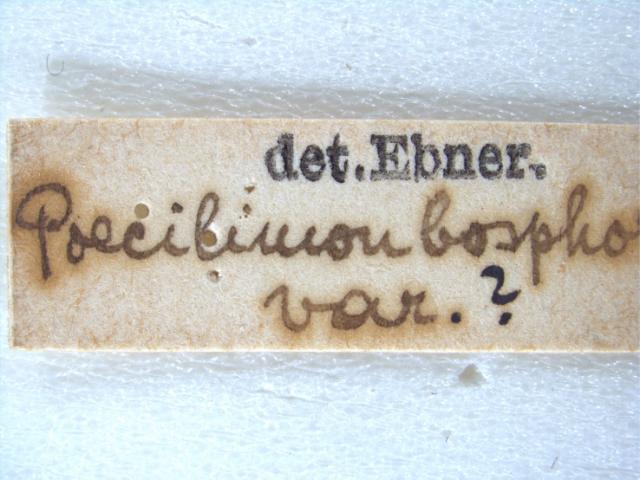 det. Ebner.
Poecilimon bospho
var. ?